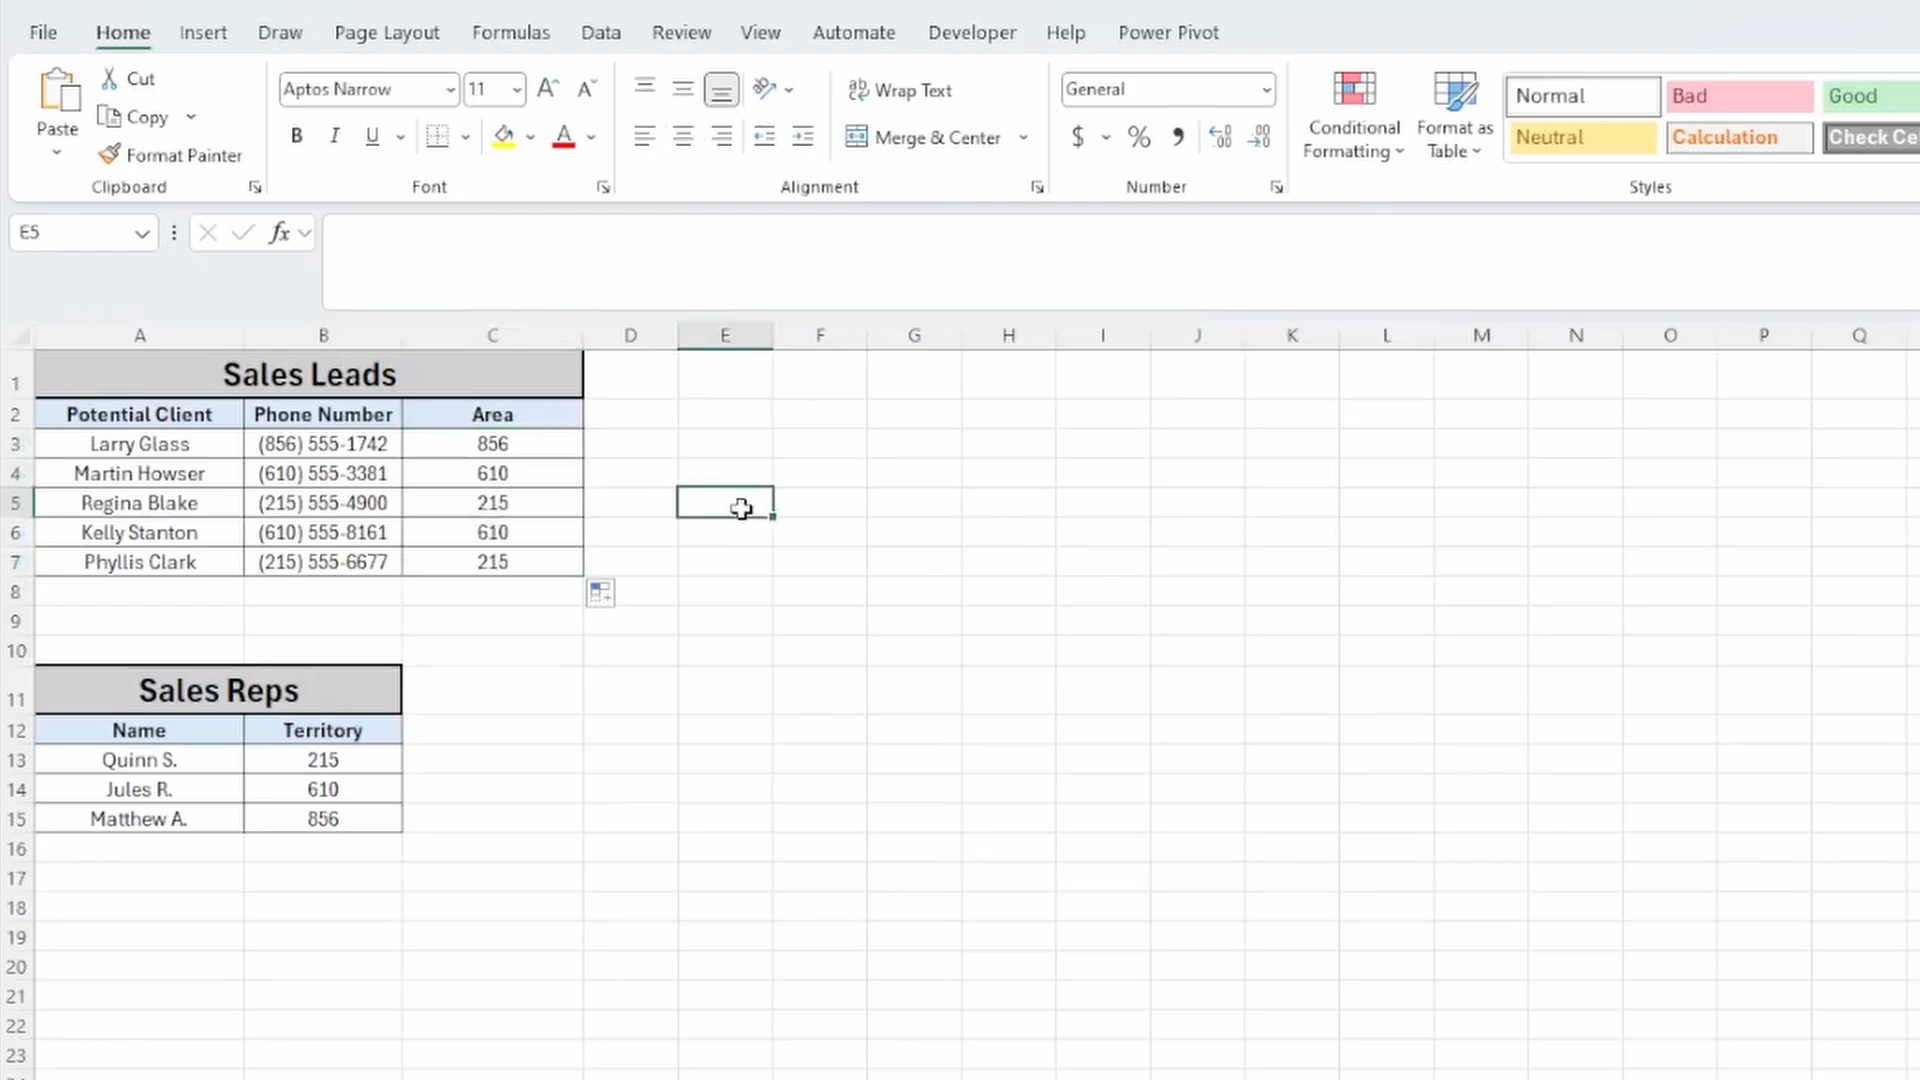 File Home Insert Draw Page Layout Formulas Data Review View Automate Developer Help Power Pivot
Paste
Cut
Copy
Format Painter
Clipboard
Aptos Narrow 11
B I U
Font
Wrap Text
Merge & Center
Alignment
General
$ % 9
Number
Conditional Formatting
Format as Table
Normal Bad Good
Neutral Calculation Check Ce
Styles
E5 fx
A B C D E F G H I J K L M N O P Q
1 Sales Leads
2 Potential Client Phone Number Area
3 Larry Glass (856) 555-1742 856
4 Martin Howser (610) 555-3381 610
5 Regina Blake (215) 555-4900 215
6 Kelly Stanton (610) 555-8161 610
7 Phyllis Clark (215) 555-6677 215
8
9
10
11 Sales Reps
12 Name Territory
13 Quinn S. 215
14 Jules R. 610
15 Matthew A. 856
16
17
18
19
20
21
22
23